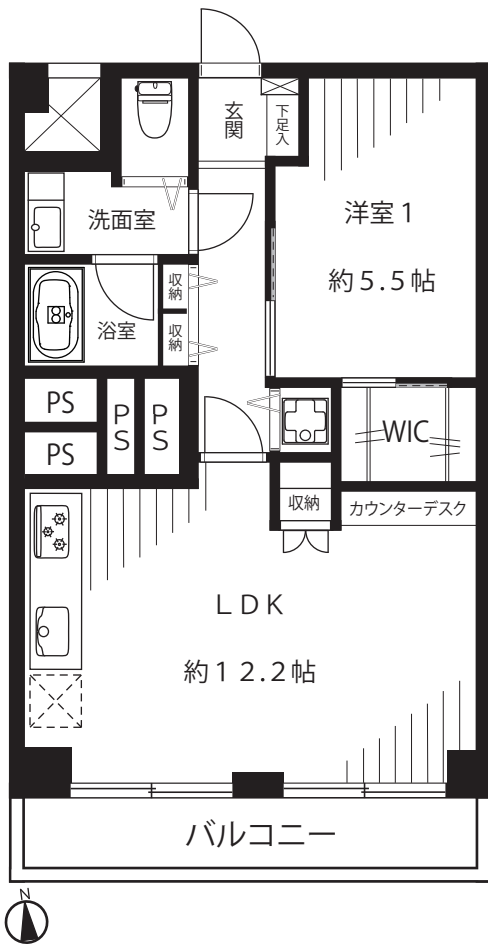 玄関
下足入
洗面室
洋室1
約5.5帖
収納
浴室
収納
PS
PS
PS
PS
WIC
収納
カウンターデスク
LDK
約12.2帖
バルコニー
N